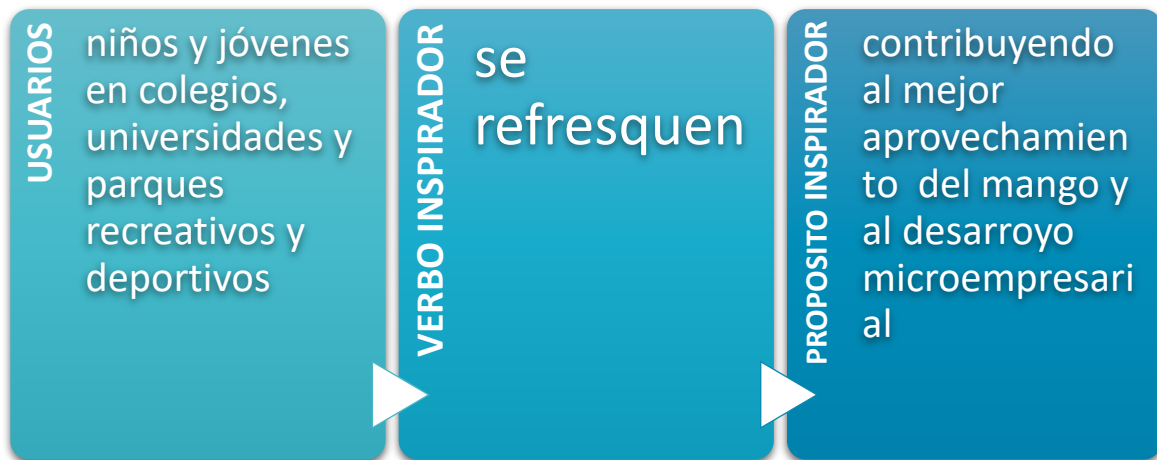 USUARIOS
niños y jóvenes
en colegios,
universidades y
parques
recreativos y
deportivos
VERBO INSPIRADOR
se
refresquen
PROPOSITO INSPIRADOR
contribuyendo
al mejor
aprovechamien
to del mango y
al desarroyo
microempresari
al